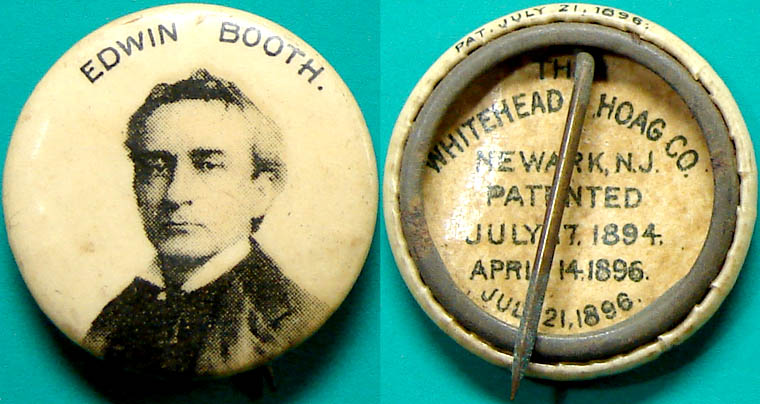 EDWIN BOOTH.
PAT. JULY 21, 1896.
TH
WHITEHEAD HOAG CO.
NEWARK, N.J.
PATENTED
JULY 17. 1894.
APRIL 14.1896.
JULY 21, 1896.